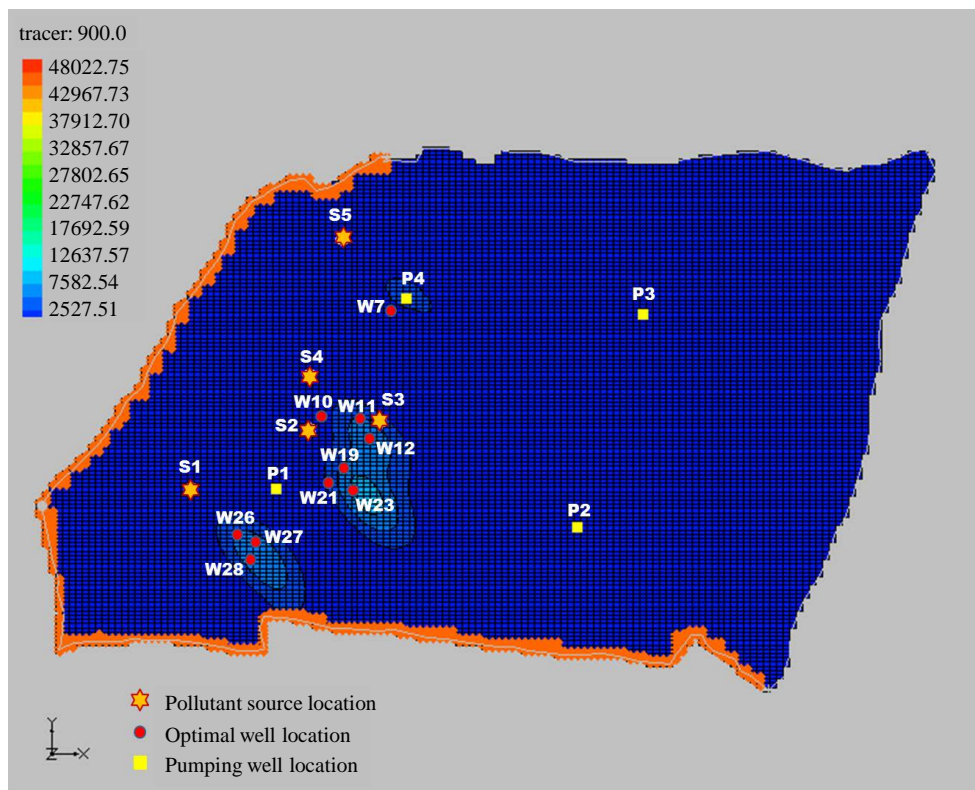 tracer: 900.0
48022.75
42967.73
37912.70
32857.67
27802.65
22747.62
17692.59
12637.57
7582.54
2527.51
S5
P4
W7
P3
S4
W10
W11
S3
S2
W12
W19
S1
P1
W21
W23
P2
W26
W27
W28
Pollutant source location
Optimal well location
Pumping well location
Y
Z
X